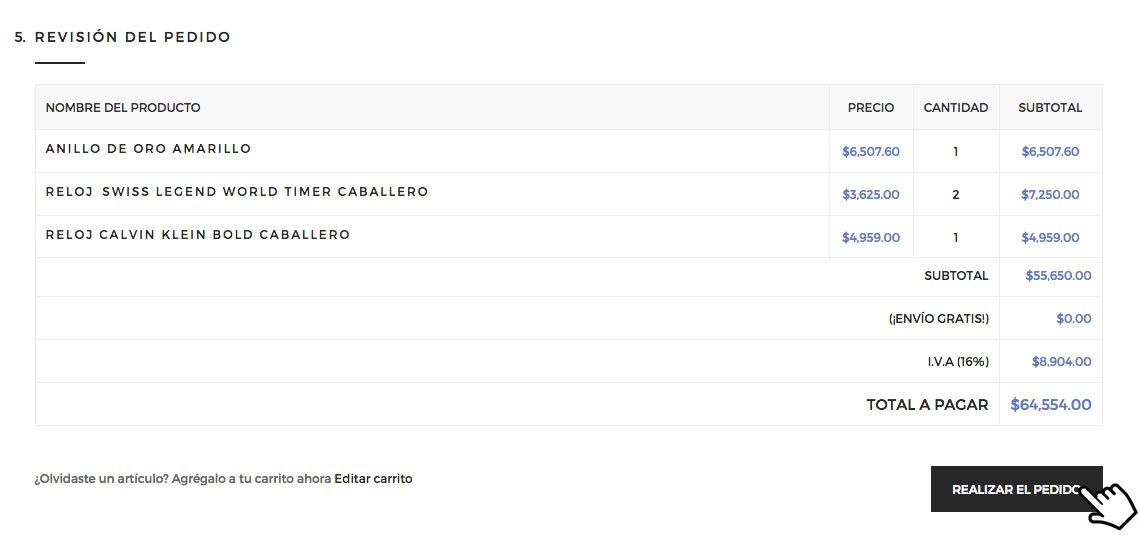 5. REVISIÓN DEL PEDIDO
NOMBRE DEL PRODUCTO PRECIO CANTIDAD SUBTOTAL
ANILLO DE ORO AMARILLO $6,507.60 1 $6,507.60
RELOJ SWISS LEGEND WORLD TIMER CABALLERO $3,625.00 2 $7,250.00
RELOJ CALVIN KLEIN BOLD CABALLERO $4,959.00 1 $4,959.00
SUBTOTAL $55,650.00
(¡ENVÍO GRATIS!) $0.00
I.V.A (16%) $8,904.00
TOTAL A PAGAR $64,554.00
¿Olvidaste un artículo? Agrégalo a tu carrito ahora Editar carrito
REALIZAR EL PEDIDO